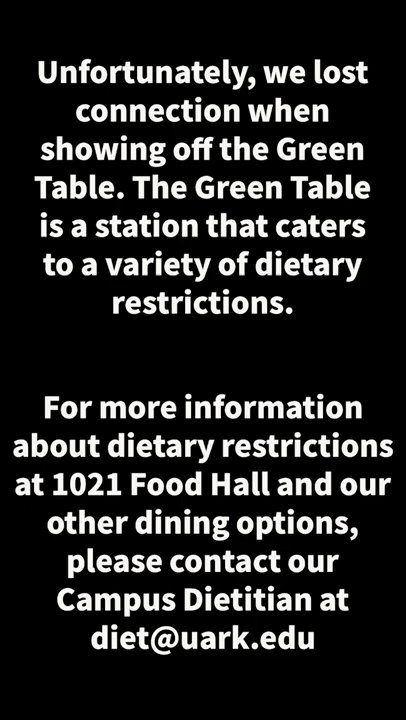 Unfortunately, we lost
connection when
showing off the Green
Table. The Green Table
is a station that caters
to a variety of dietary
restrictions.
For more information
about dietary restrictions
at 1021 Food Hall and our
other dining options,
please contact our
Campus Dietitian at
diet@uark.edu